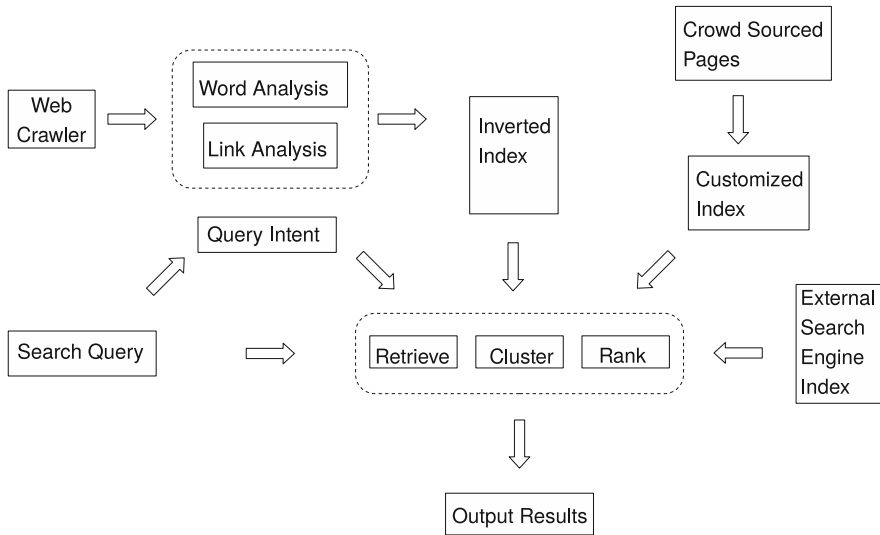 Crowd Sourced
Pages
Web
Crawler
Word Analysis
Link Analysis
Inverted
Index
Customized
Index
Query Intent
Search Query
Retrieve
Cluster
Rank
External
Search
Engine
Index
Output Results